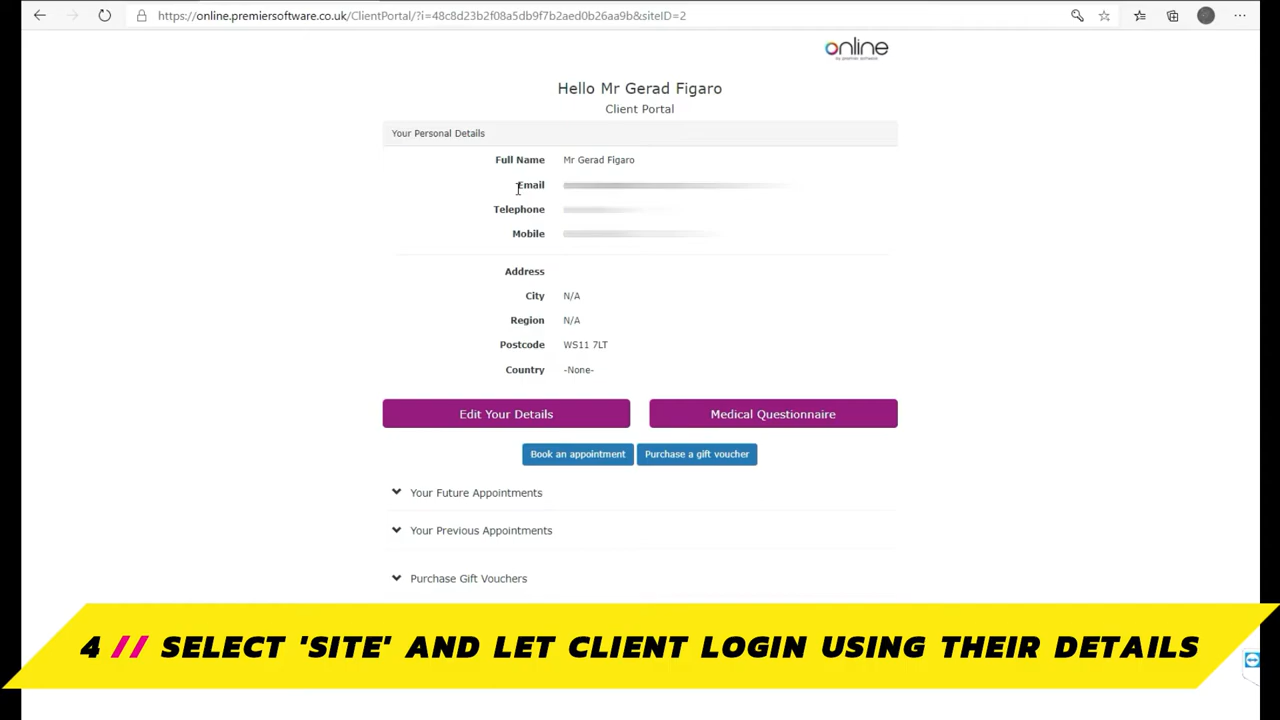 https://online.premiersoftware.co.uk/ClientPortal/?i=48c8d23b2f08a5db9f7b2aed0b26aa9b&siteID=2
online
by premier software
Hello Mr Gerad Figaro
Client Portal
Your Personal Details
Full Name Mr Gerad Figaro
Email
Telephone
Mobile
Address
City N/A
Region N/A
Postcode WS11 7LT
Country -None-
Edit Your Details Medical Questionnaire
Book an appointment Purchase a gift voucher
Your Future Appointments
Your Previous Appointments
Purchase Gift Vouchers
4 // SELECT 'SITE' AND LET CLIENT LOGIN USING THEIR DETAILS